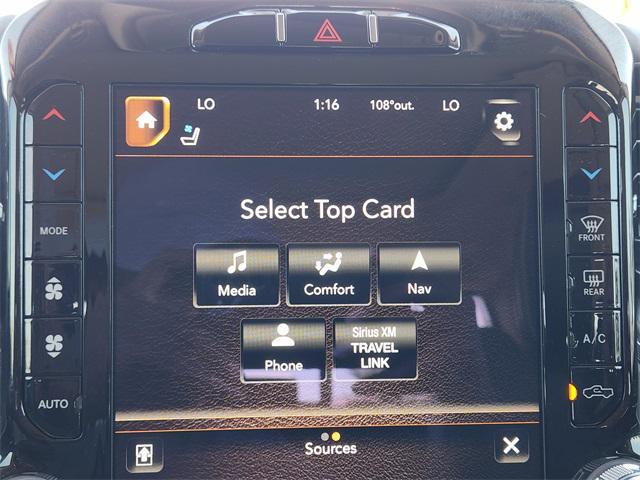 LO 1:16 108°out. LO
Select Top Card
MODE
FRONT
Media Comfort Nav
REAR
Sirius XM
TRAVEL
LINK
Phone
A/C
AUTO
Sources